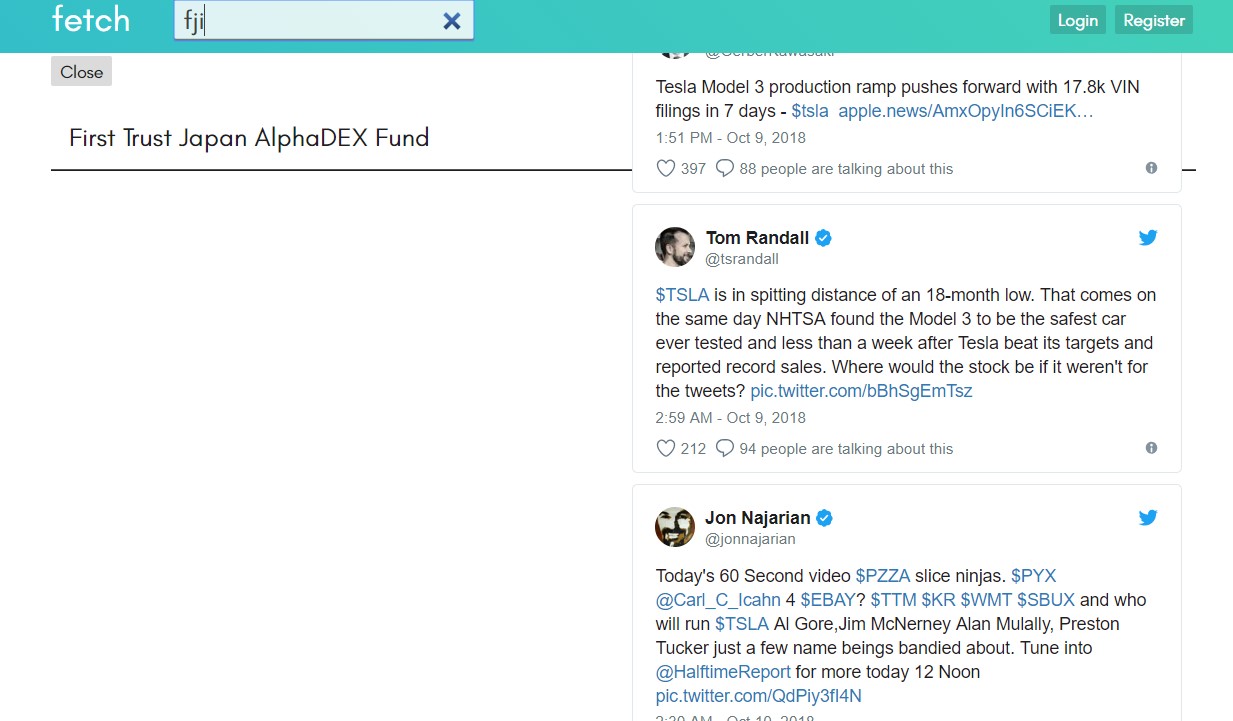 fetch
fji
Login
Register
Close
First Trust Japan AlphaDEX Fund
@GerberKawasaki
Tesla Model 3 production ramp pushes forward with 17.8k VIN
filings in 7 days - $tsla apple.news/AmxOpyIn6SCiEK…
1:51 PM - Oct 9, 2018
397 88 people are talking about this
Tom Randall
@tsrandall
$TSLA is in spitting distance of an 18-month low. That comes on
the same day NHTSA found the Model 3 to be the safest car
ever tested and less than a week after Tesla beat its targets and
reported record sales. Where would the stock be if it weren't for
the tweets? pic.twitter.com/bBhSgEmTsz
2:59 AM - Oct 9, 2018
212 94 people are talking about this
Jon Najarian
@jonnajarian
Today's 60 Second video $PZZA slice ninjas. $PYX
@Carl_C_Icahn 4 $EBAY? $TTM $KR $WMT $SBUX and who
will run $TSLA Al Gore,Jim McNerney Alan Mulally, Preston
Tucker just a few name beings bandied about. Tune into
@HalftimeReport for more today 12 Noon
pic.twitter.com/QdPiy3fI4N
2:30 AM - Oct 10, 2018